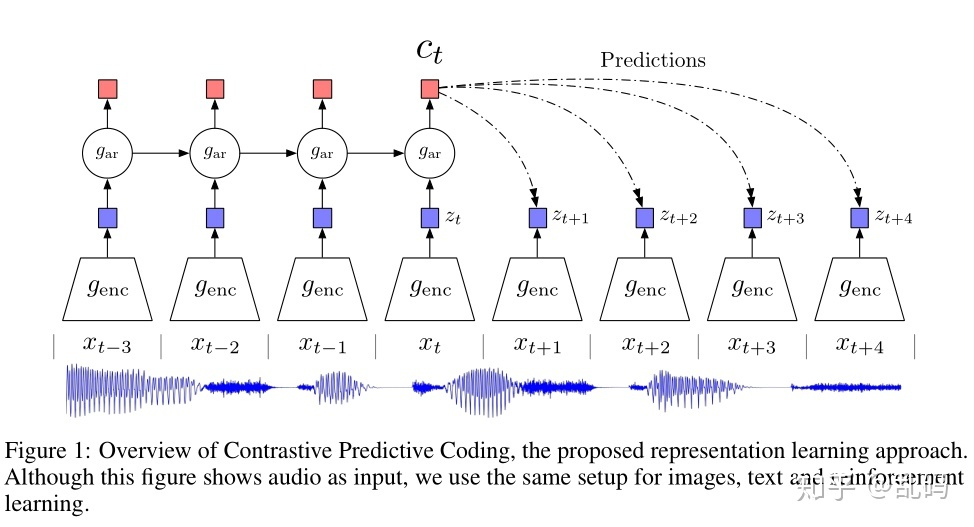 c_t
Predictions
g_ar g_ar g_ar g_ar
z_t z_{t+1} z_{t+2} z_{t+3} z_{t+4}
g_enc g_enc g_enc g_enc g_enc g_enc g_enc g_enc
x_{t−3} x_{t−2} x_{t−1} x_t x_{t+1} x_{t+2} x_{t+3} x_{t+4}
Figure 1: Overview of Contrastive Predictive Coding, the proposed representation learning approach.
Although this figure shows audio as input, we use the same setup for images, text and reinforcement
learning.
知乎 @乱吗